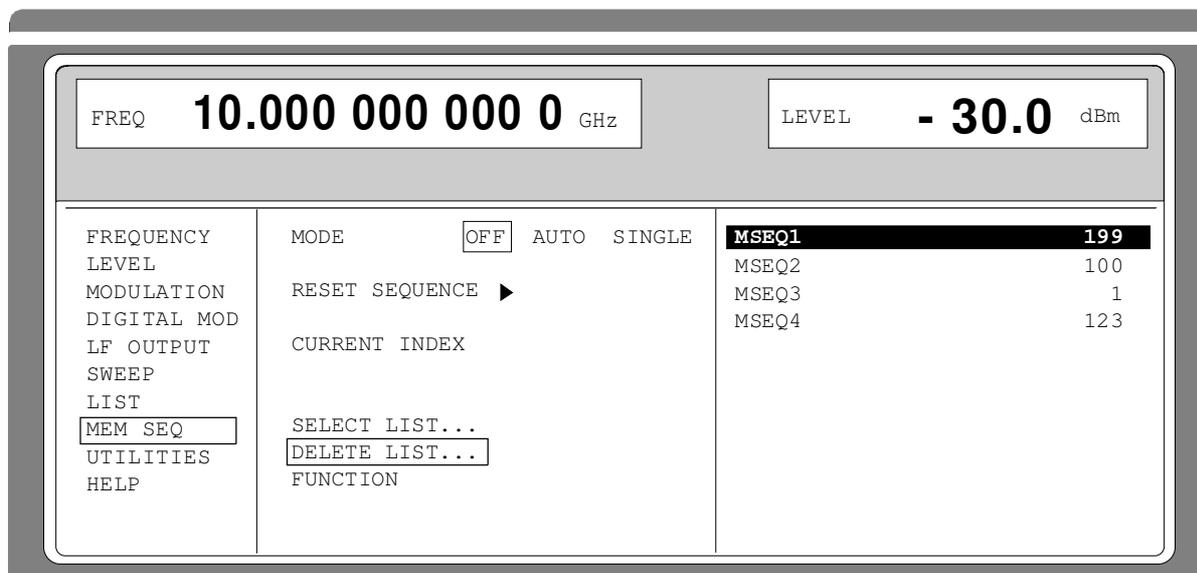 FREQ 10.000 000 000 0 GHz
LEVEL - 30.0 dBm
FREQUENCY
LEVEL
MODULATION
DIGITAL MOD
LF OUTPUT
SWEEP
LIST
MEM SEQ
UTILITIES
HELP
MODE OFF AUTO SINGLE
RESET SEQUENCE
CURRENT INDEX
SELECT LIST...
DELETE LIST...
FUNCTION
MSEQ1 199
MSEQ2 100
MSEQ3 1
MSEQ4 123